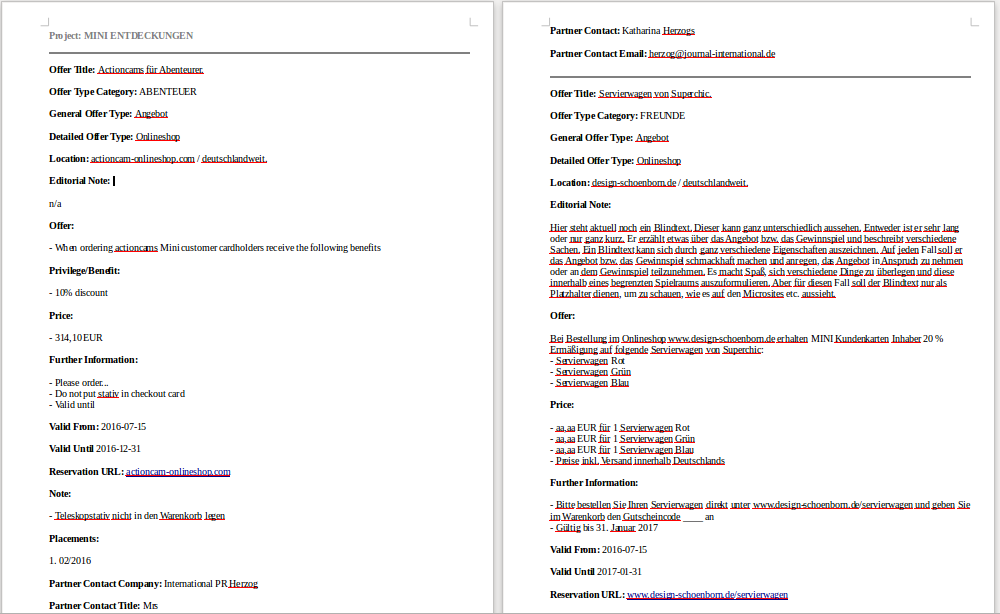 Project: MINI ENTDECKUNGEN
Offer Title: Actioncams für Abenteurer.
Offer Type Category: ABENTEUER
General Offer Type: Angebot
Detailed Offer Type: Onlineshop
Location: actioncam-onlineshop.com / deutschlandweit.
Editorial Note:
n/a
Offer:
- When ordering actioncams Mini customer cardholders receive the following benefits
Privilege/Benefit:
- 10% discount
Price:
- 314,10 EUR
Further Information:
- Please order...
- Do not put stativ in checkout card
- Valid until
Valid From: 2016-07-15
Valid Until 2016-12-31
Reservation URL: actioncam-onlineshop.com
Note:
- Teleskopstativ nicht in den Warenkorb legen
Placements:
1. 02/2016
Partner Contact Company: International PR Herzog
Partner Contact Title: Mrs
Partner Contact: Katharina Herzogs
Partner Contact Email: herzog@journal-international.de
Offer Title: Servierwagen von Superchic.
Offer Type Category: FREUNDE
General Offer Type: Angebot
Detailed Offer Type: Onlineshop
Location: design-schoenborn.de / deutschlandweit.
Editorial Note:
Hier steht aktuell noch ein Blindtext. Dieser kann ganz unterschiedlich aussehen. Entweder ist er sehr lang
oder nur ganz kurz. Er erzählt etwas über das Angebot bzw. das Gewinnspiel und beschreibt verschiedene
Sachen. Ein Blindtext kann sich durch ganz verschiedene Eigenschaften auszeichnen. Auf jeden Fall soll er
das Angebot bzw. das Gewinnspiel schmackhaft machen und anregen, das Angebot in Anspruch zu nehmen
oder an dem Gewinnspiel teilzunehmen. Es macht Spaß, sich verschiedene Dinge zu überlegen und diese
innerhalb eines begrenzten Spielraums auszuformulieren. Aber für diesen Fall soll der Blindtext nur als
Platzhalter dienen, um zu schauen, wie es auf den Microsites etc. aussieht.
Offer:
Bei Bestellung im Onlineshop www.design-schoenborn.de erhalten MINI Kundenkarten Inhaber 20 %
Ermäßigung auf folgende Servierwagen von Superchic:
- Servierwagen Rot
- Servierwagen Grün
- Servierwagen Blau
Price:
- aa,aa EUR für 1 Servierwagen Rot
- aa,aa EUR für 1 Servierwagen Grün
- aa,aa EUR für 1 Servierwagen Blau
- Preise inkl. Versand innerhalb Deutschlands
Further Information:
- Bitte bestellen Sie Ihren Servierwagen direkt unter www.design-schoenborn.de/servierwagen und geben Sie
im Warenkorb den Gutscheincode ____ an
- Gültig bis 31. Januar 2017
Valid From: 2016-07-15
Valid Until 2017-01-31
Reservation URL: www.design-schoenborn.de/servierwagen